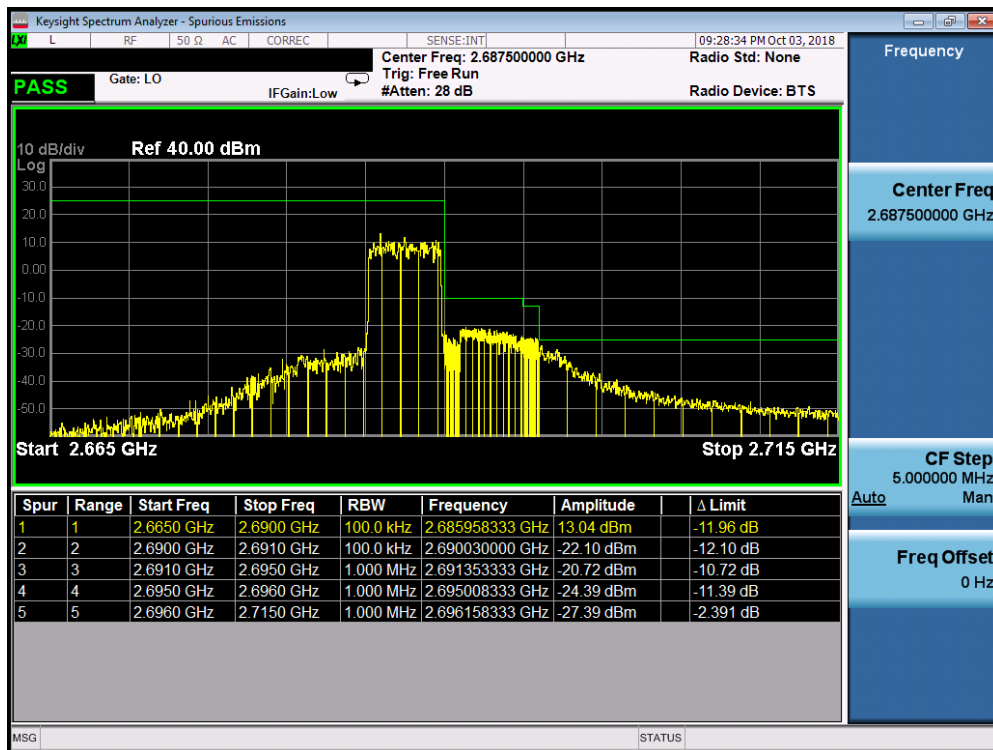 Keysight Spectrum Analyzer - Spurious Emissions
LXI L RF 50 Ω AC CORREC SENSE:INT 09:28:34 PM Oct 03, 2018
Center Freq: 2.687500000 GHz Radio Std: None
PASS Gate: LO Trig: Free Run
IFGain:Low #Atten: 28 dB Radio Device: BTS
10 dB/div Ref 40.00 dBm
Log
30.0
20.0
10.0
0.00
-10.0
-20.0
-30.0
-40.0
-50.0
Start 2.665 GHz Stop 2.715 GHz
Spur Range Start Freq Stop Freq RBW Frequency Amplitude Δ Limit
1 1 2.6650 GHz 2.6900 GHz 100.0 kHz 2.685958333 GHz 13.04 dBm -11.96 dB
2 2 2.6900 GHz 2.6910 GHz 100.0 kHz 2.690030000 GHz -22.10 dBm -12.10 dB
3 3 2.6910 GHz 2.6950 GHz 1.000 MHz 2.691353333 GHz -20.72 dBm -10.72 dB
4 4 2.6950 GHz 2.6960 GHz 1.000 MHz 2.695008333 GHz -24.39 dBm -11.39 dB
5 5 2.6960 GHz 2.7150 GHz 1.000 MHz 2.696158333 GHz -27.39 dBm -2.391 dB
MSG STATUS
Frequency
Center Freq
2.687500000 GHz
CF Step
5.000000 MHz
Auto Man
Freq Offset
0 Hz